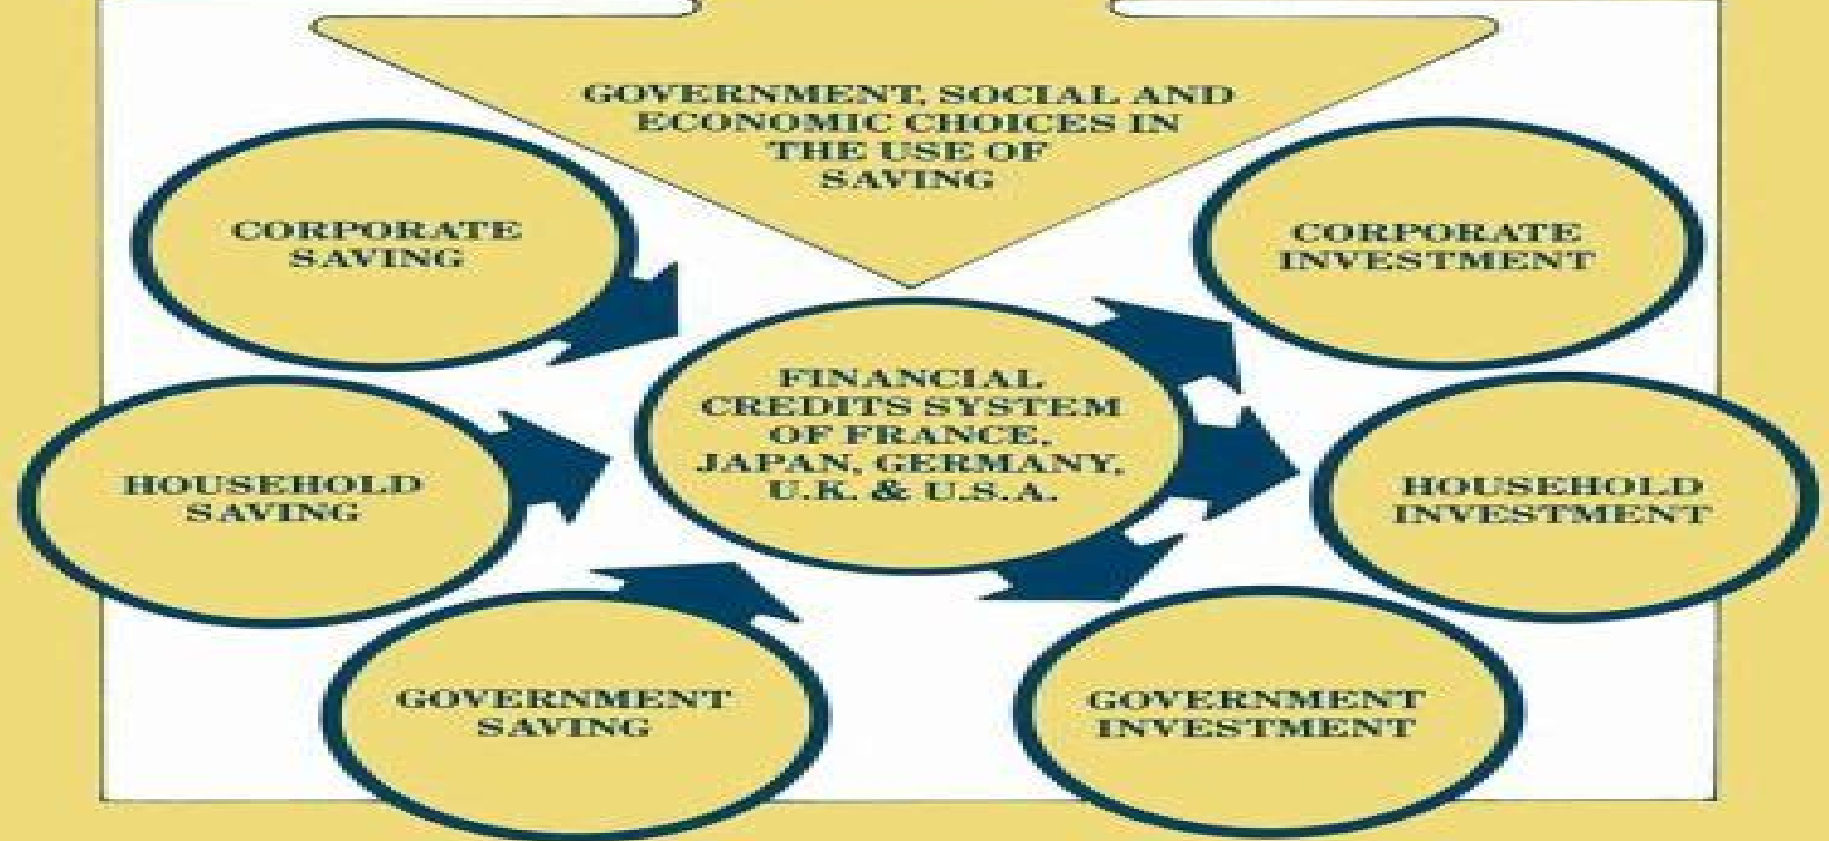 GOVERNMENT, SOCIAL AND
ECONOMIC CHOICES IN
THE USE OF
SAVING
CORPORATE
SAVING
CORPORATE
INVESTMENT
FINANCIAL
CREDITS SYSTEM
OF FRANCE,
JAPAN, GERMANY,
U.K. & U.S.A.
HOUSEHOLD
SAVING
HOUSEHOLD
INVESTMENT
GOVERNMENT
SAVING
GOVERNMENT
INVESTMENT